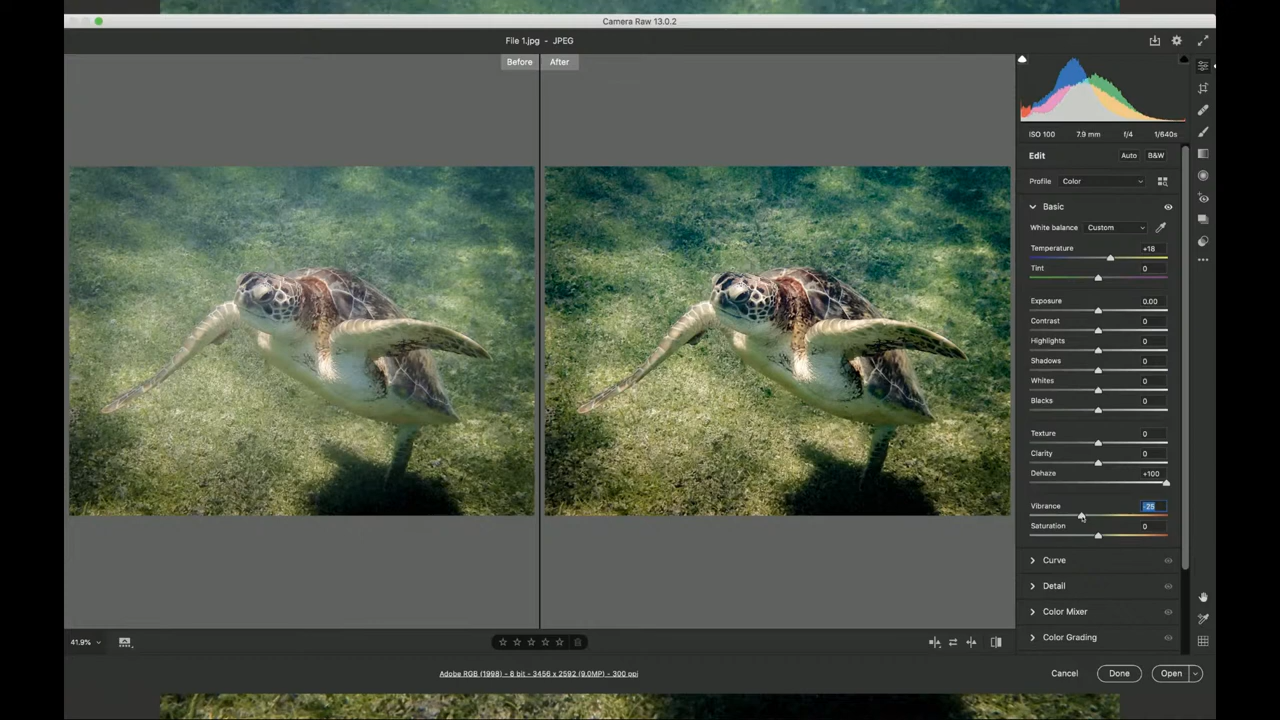 Camera Raw 13.0.2
File 1.jpg - JPEG
Before After
ISO 100 7.9 mm f/4 1/640s
Edit Auto B&W
Profile Color
Basic
White balance Custom
Temperature +18
Tint 0
Exposure 0.00
Contrast 0
Highlights 0
Shadows 0
Whites 0
Blacks 0
Texture 0
Clarity 0
Dehaze +100
Vibrance -25
Saturation 0
Curve
Detail
Color Mixer
Color Grading
41.9%
Adobe RGB (1998) - 8 bit - 3456 x 2592 (9.0MP) - 300 ppi
Cancel Done Open